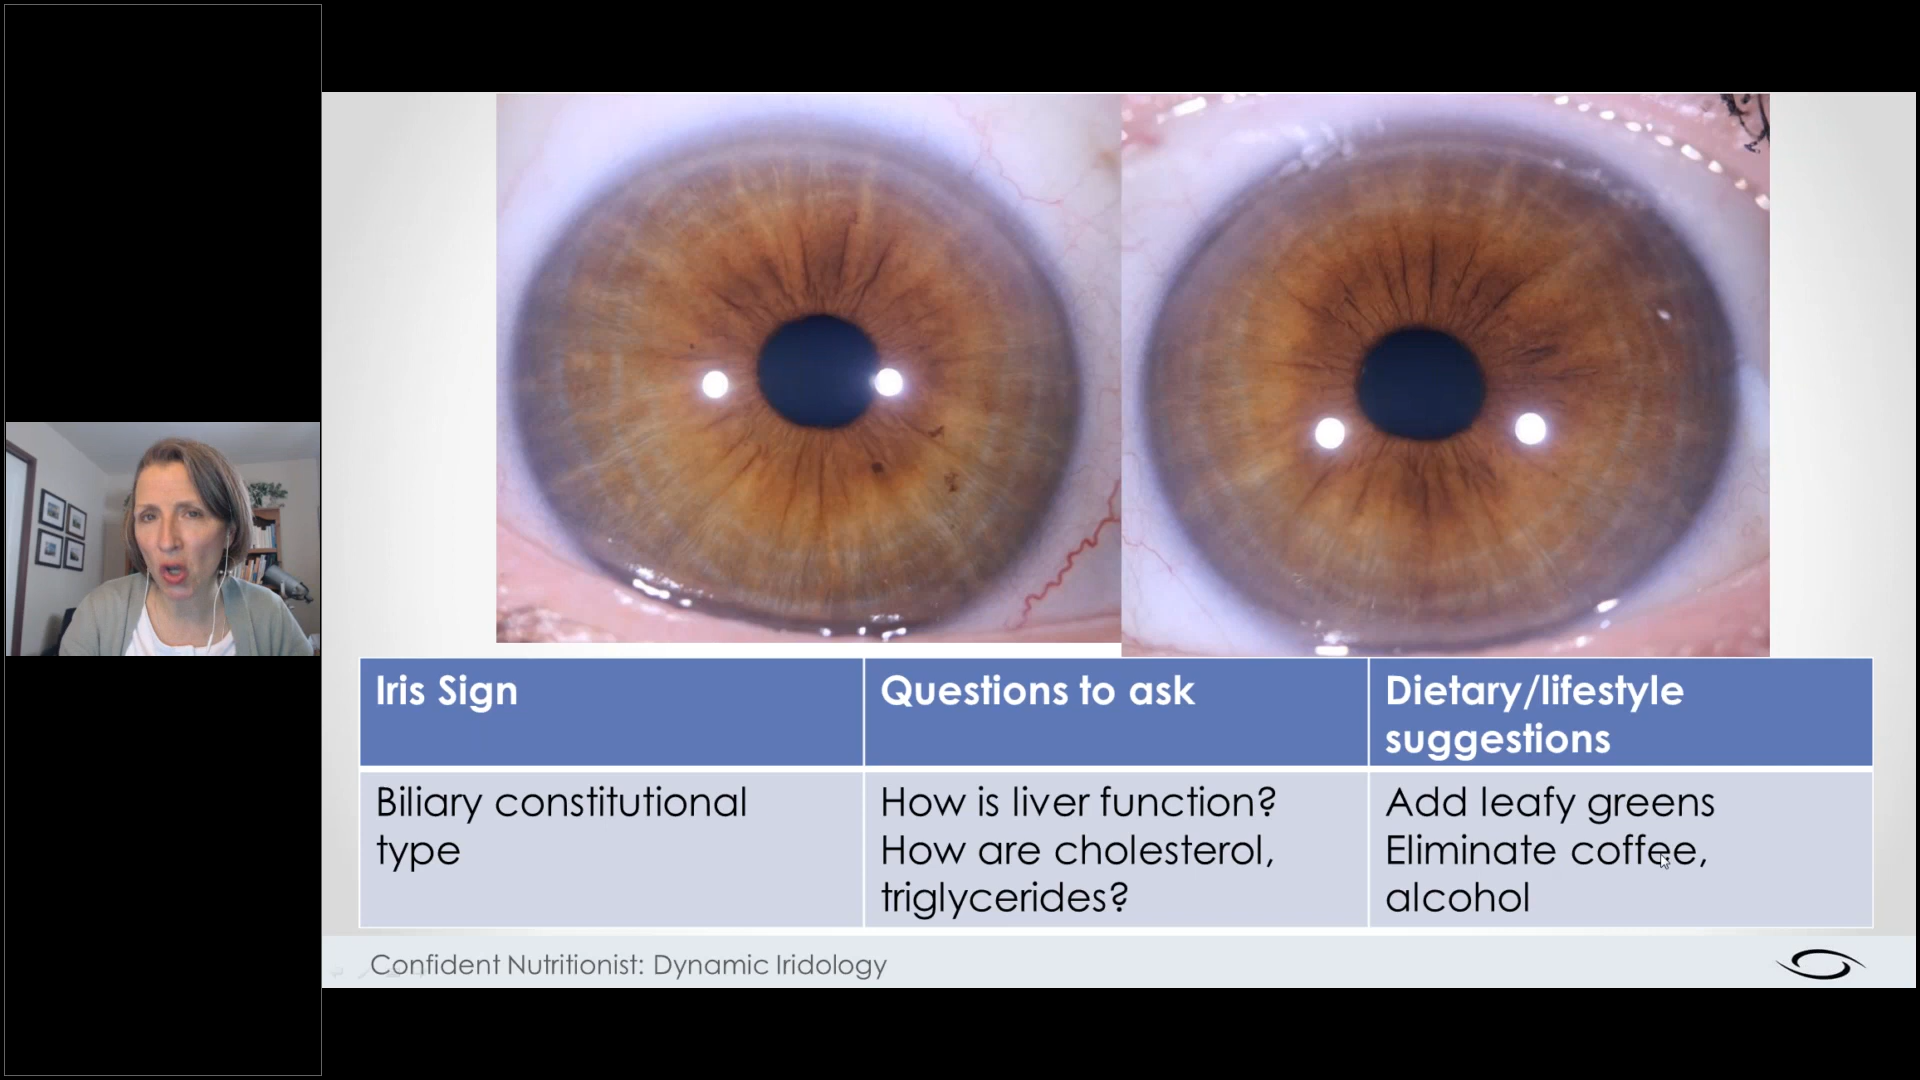 Iris Sign
Questions to ask
Dietary/lifestyle
suggestions
Biliary constitutional
type
How is liver function?
How are cholesterol,
triglycerides?
Add leafy greens
Eliminate coffee,
alcohol
Confident Nutritionist: Dynamic Iridology